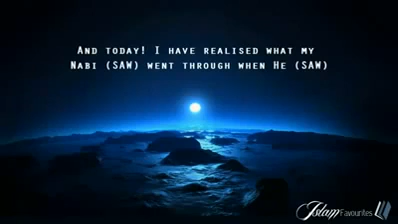 And today! I have realised what my
Nabi (SAW) went through when He (SAW)
Islam Favourites